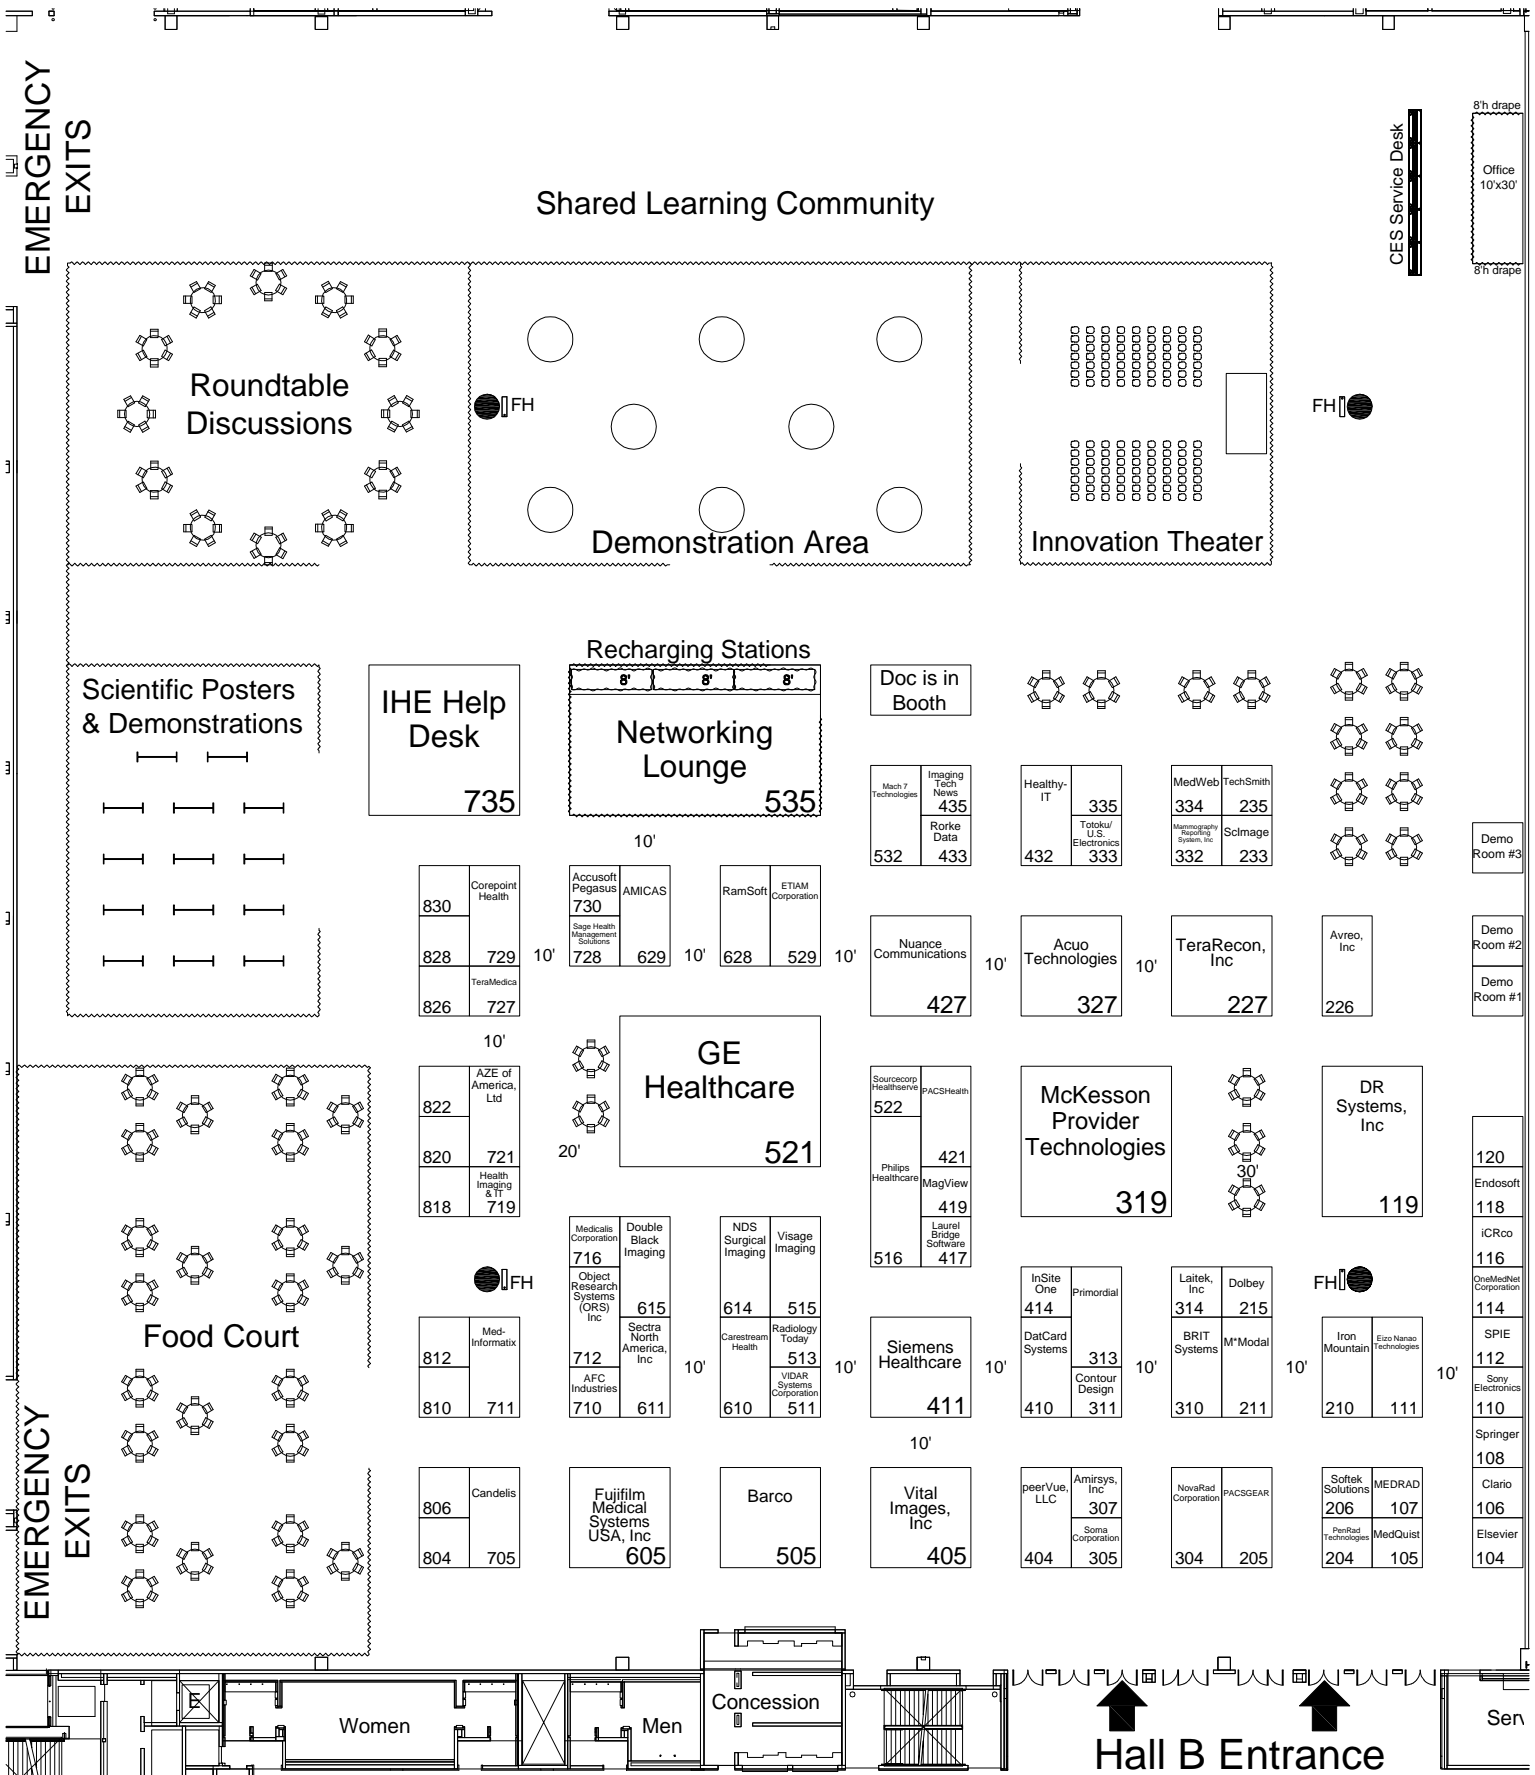 EMERGENCY
EXITS
Shared Learning Community
CES Service Desk
8'h drape
Office
10'x30'
8'h drape
Roundtable
Discussions
FH
Demonstration Area
Innovation Theater
FH
Scientific Posters
& Demonstrations
IHE Help
Desk
735
Recharging Stations
8'
8'
8'
Networking
Lounge
535
10'
Doc is in
Booth
Mach 7
Technologies
532
Imaging
Tech
News
435
Rorke
Data
433
Healthy-
IT
432
335
Totoku/
U.S.
Electronics
333
MedWeb
334
TechSmith
235
Mammography
Reporting
System, Inc
332
ScImage
233
Demo
Room #3
830
Corepoint
Health
828
729
826
TeraMedica
727
10'
Accusoft
Pegasus
730
AMICAS
Sage Health
Management
Solutions
728
629
10'
RamSoft
628
ETIAM
Corporation
529
10'
Nuance
Communications
427
10'
Acuo
Technologies
327
10'
TeraRecon,
Inc
227
Avreo,
Inc
226
Demo
Room #2
Demo
Room #1
10'
822
AZE of
America,
Ltd
820
721
818
Health
Imaging
& IT
719
20'
GE
Healthcare
521
Sourcecorp
Healthserve
522
PACSHealth
421
Philips
Healthcare
516
MagView
419
Laurel
Bridge
Software
417
McKesson
Provider
Technologies
319
30'
DR
Systems,
Inc
119
120
Endosoft
118
iCRco
116
OneMedNet
Corporation
114
SPIE
112
Sony
Electronics
110
Springer
108
Clario
106
Elsevier
104
FH
Medicalis
Corporation
716
Double
Black
Imaging
615
Object
Research
Systems
(ORS)
Inc
712
Sectra
North
America,
Inc
611
AFC
Industries
710
10'
NDS
Surgical
Imaging
614
Visage
Imaging
515
Carestream
Health
610
Radiology
Today
513
VIDAR
Systems
Corporation
511
10'
Siemens
Healthcare
411
10'
InSite
One
414
Primordial
313
DatCard
Systems
410
Contour
Design
311
10'
Laitek,
Inc
314
Dolbey
215
BRIT
Systems
310
M*Modal
211
10'
FH
Iron
Mountain
210
Eizo Nanao
Technologies
111
10'
Food Court
812
Med-
Informatix
810
711
10'
EMERGENCY
EXITS
806
Candelis
804
705
Fujifilm
Medical
Systems
USA, Inc
605
Barco
505
Vital
Images,
Inc
405
peerVue,
LLC
404
Amirsys,
Inc
307
Soma
Corporation
305
NovaRad
Corporation
304
PACSGEAR
205
Softek
Solutions
206
MEDRAD
107
PenRad
Technologies
204
MedQuist
105
E
Women
Men
Concession
Hall B Entrance
Serv